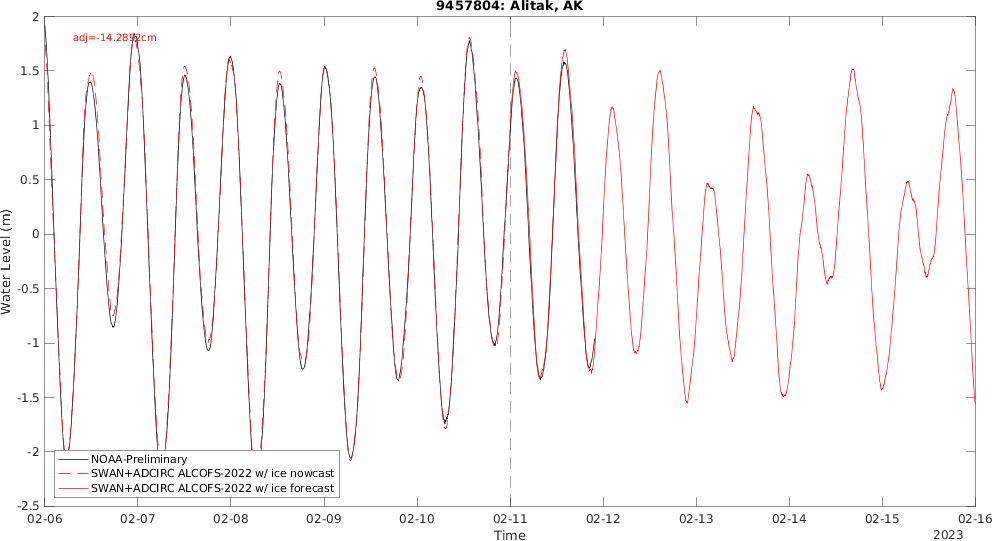 9457804: Alitak, AK
adj=-14.2892cm
2
1.5
1
0.5
0
-0.5
-1
-1.5
-2
-2.5
Water Level (m)
NOAA-Preliminary
SWAN+ADCIRC ALCOFS-2022 w/ ice nowcast
SWAN+ADCIRC ALCOFS-2022 w/ ice forecast
02-06 02-07 02-08 02-09 02-10 02-11 02-12 02-13 02-14 02-15 02-16
Time
2023